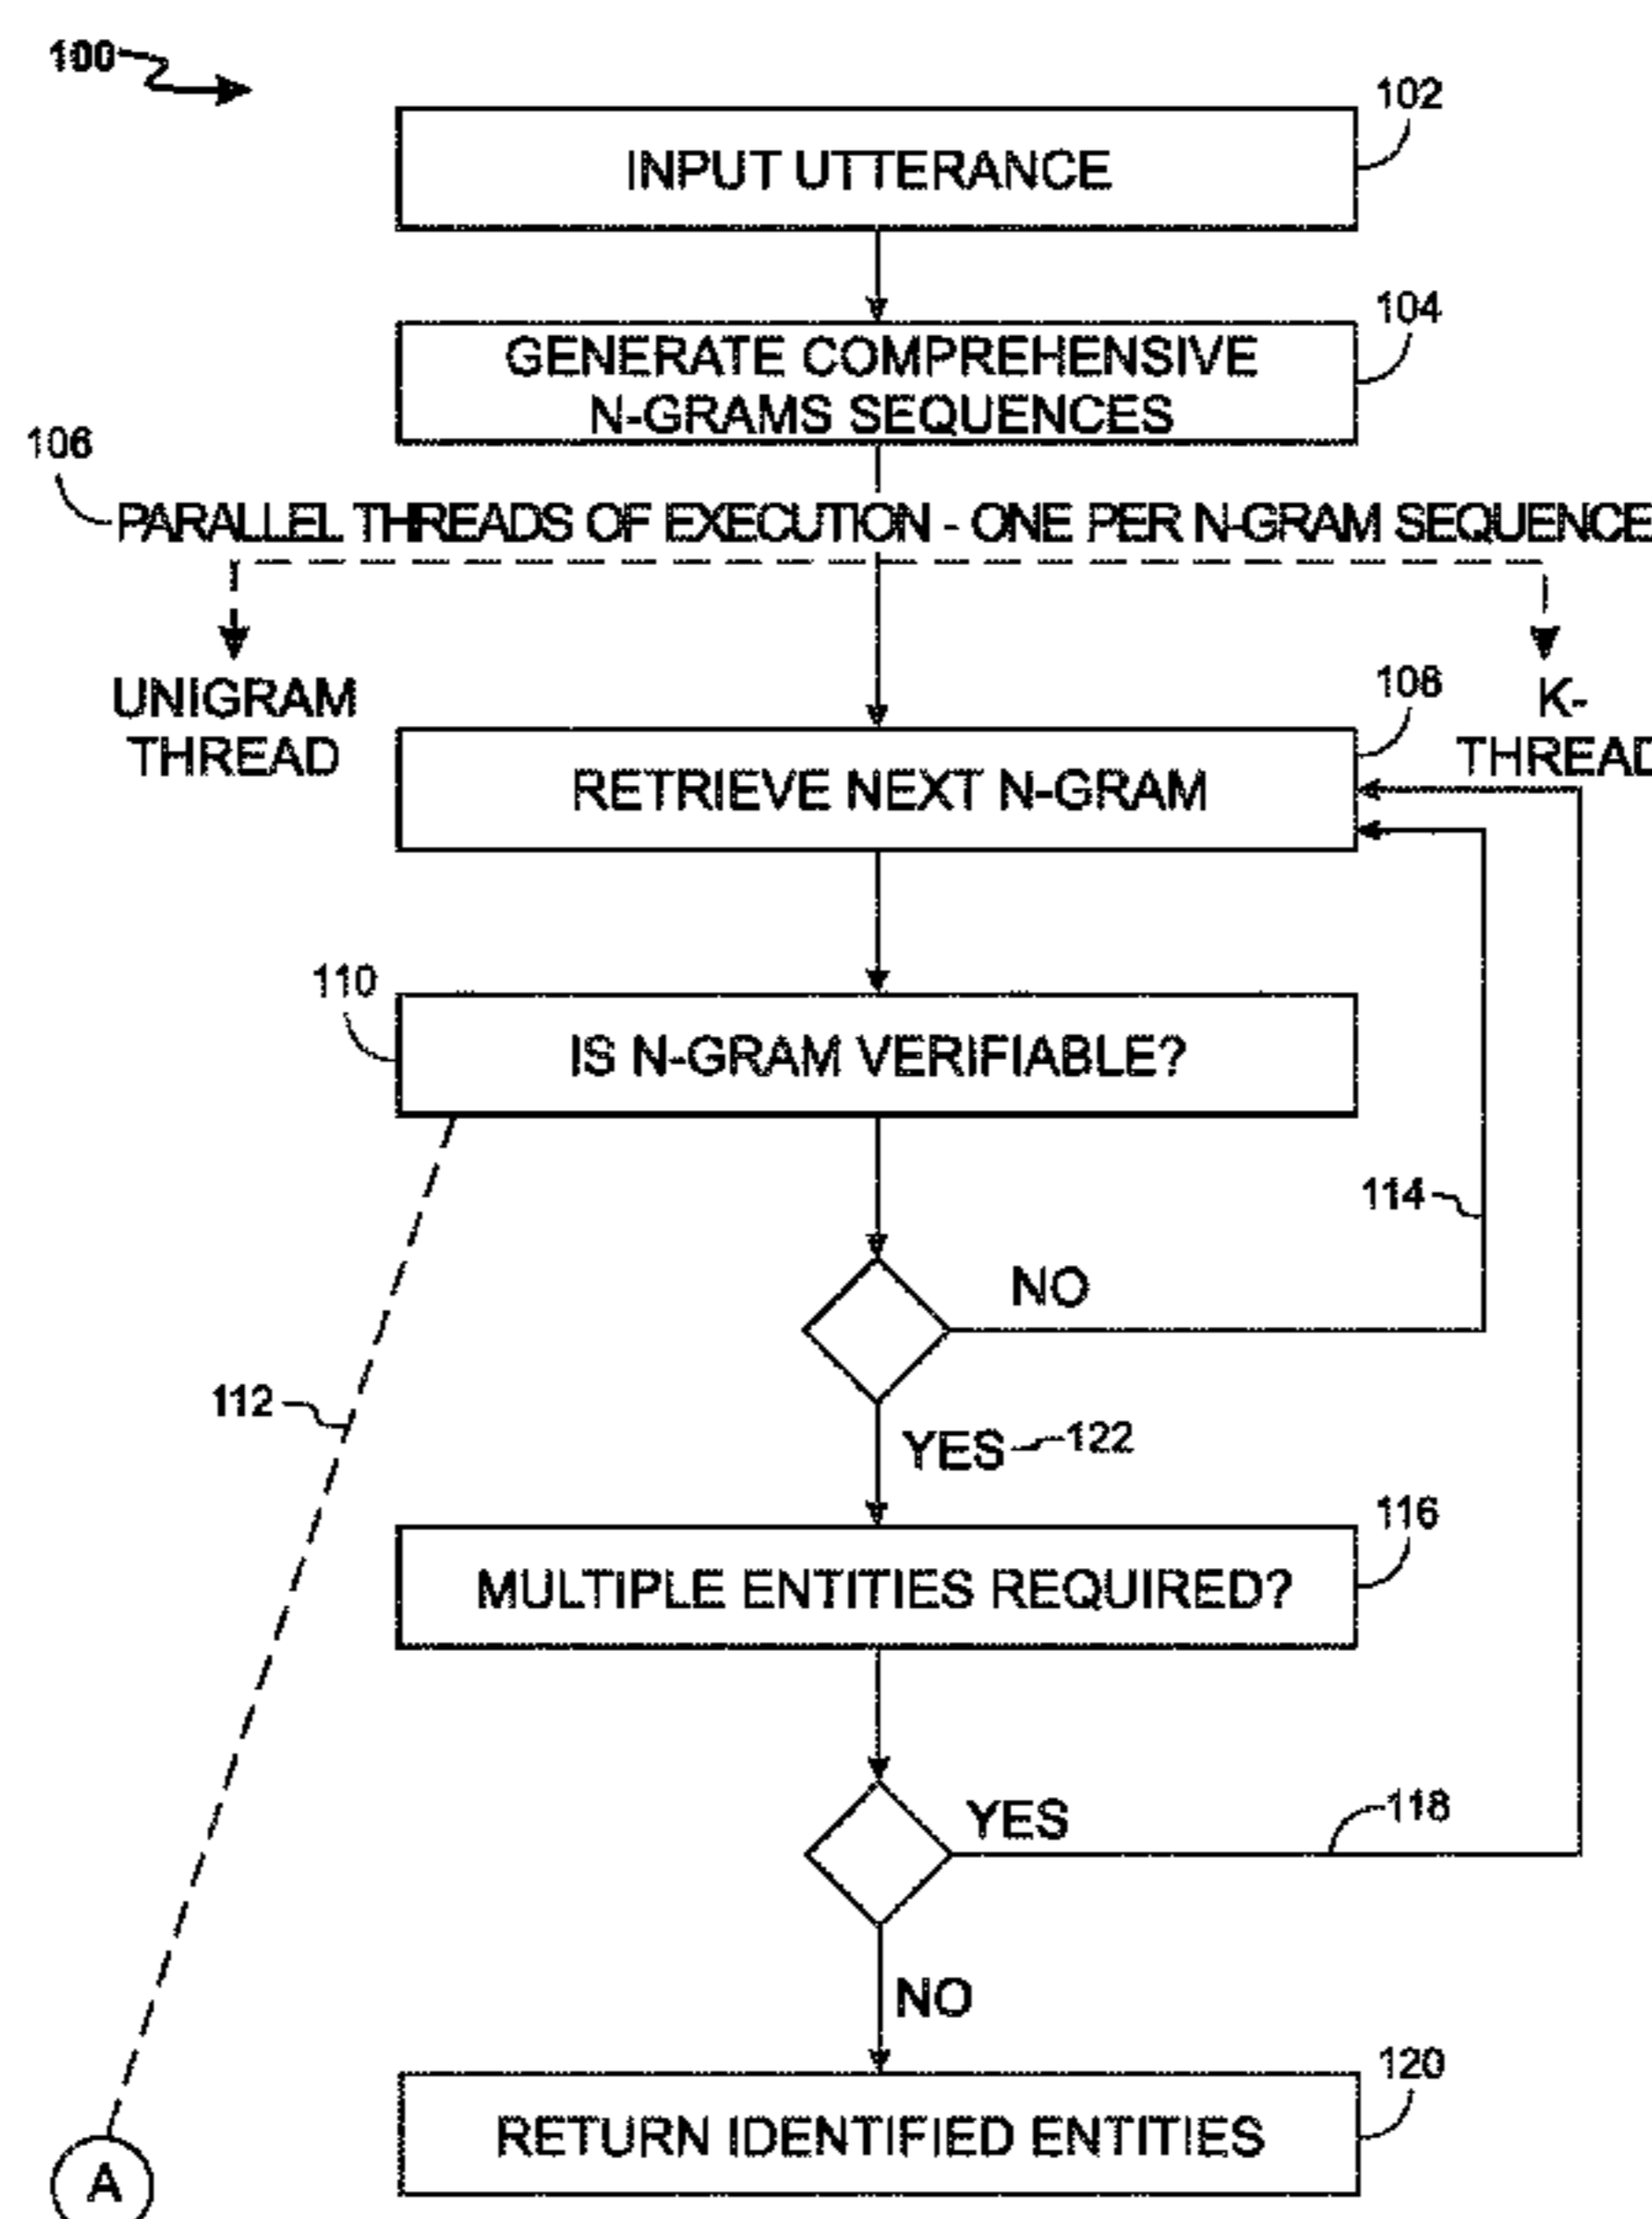 100
102
INPUT UTTERANCE
104
GENERATE COMPREHENSIVE
N-GRAMS SEQUENCES
106
PARALLEL THREADS OF EXECUTION - ONE PER N-GRAM SEQUENCE
UNIGRAM
THREAD
108
K-
THREAD
RETRIEVE NEXT N-GRAM
110
IS N-GRAM VERIFIABLE?
114
NO
112
YES
122
116
MULTIPLE ENTITIES REQUIRED?
YES
118
NO
120
RETURN IDENTIFIED ENTITIES
A